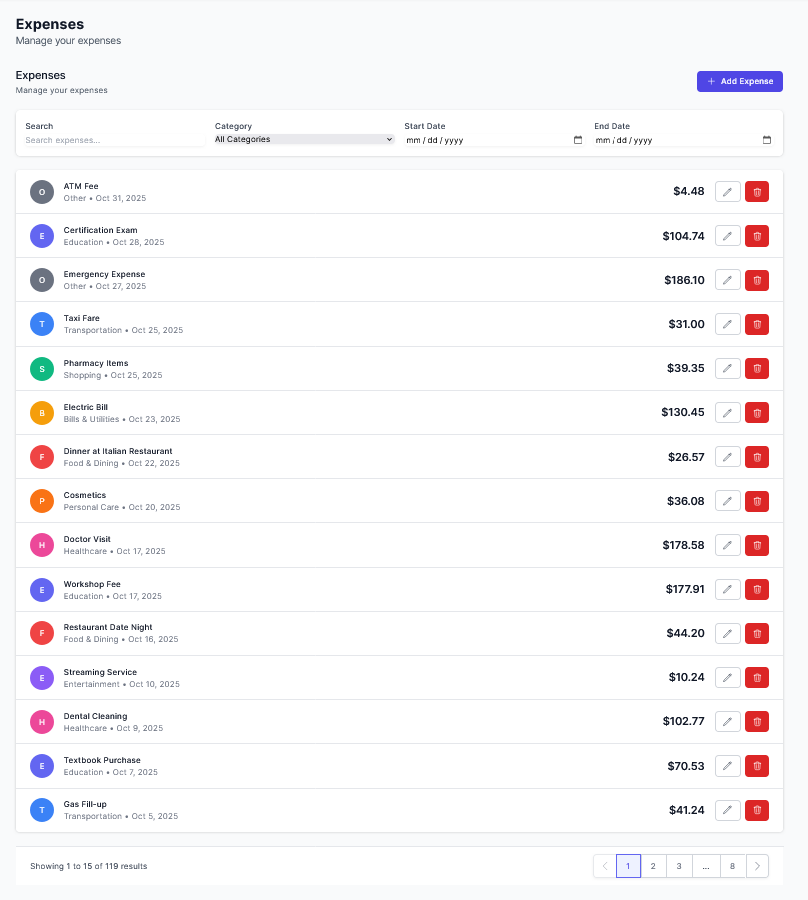 Expenses
Manage your expenses
Expenses
Manage your expenses
+ Add Expense
Search
Category
Start Date
End Date
Search expenses...
All Categories
mm / dd / yyyy
mm / dd / yyyy
O
ATM Fee
Other • Oct 31, 2025
$4.48
E
Certification Exam
Education • Oct 28, 2025
$104.74
O
Emergency Expense
Other • Oct 27, 2025
$186.10
T
Taxi Fare
Transportation • Oct 25, 2025
$31.00
S
Pharmacy Items
Shopping • Oct 25, 2025
$39.35
B
Electric Bill
Bills & Utilities • Oct 23, 2025
$130.45
F
Dinner at Italian Restaurant
Food & Dining • Oct 22, 2025
$26.57
P
Cosmetics
Personal Care • Oct 20, 2025
$36.08
H
Doctor Visit
Healthcare • Oct 17, 2025
$178.58
E
Workshop Fee
Education • Oct 17, 2025
$177.91
F
Restaurant Date Night
Food & Dining • Oct 16, 2025
$44.20
E
Streaming Service
Entertainment • Oct 10, 2025
$10.24
H
Dental Cleaning
Healthcare • Oct 9, 2025
$102.77
E
Textbook Purchase
Education • Oct 7, 2025
$70.53
T
Gas Fill-up
Transportation • Oct 5, 2025
$41.24
Showing 1 to 15 of 119 results
1 2 3 ... 8